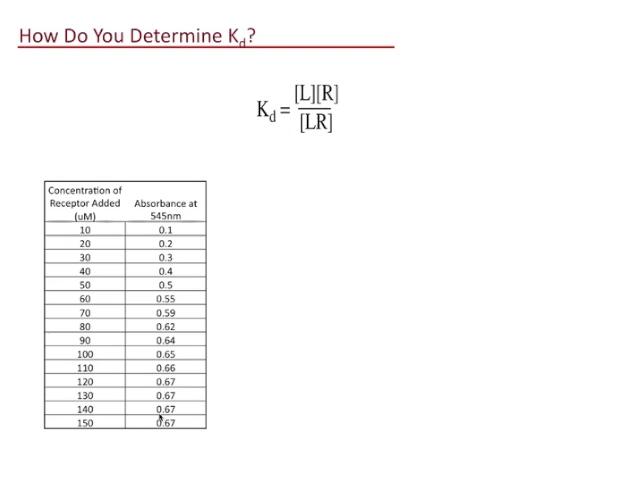 How Do You Determine Kd?
Kd = [L][R]
[LR]
Concentration of
Receptor Added
(uM) Absorbance at
545nm
10 0.1
20 0.2
30 0.3
40 0.4
50 0.5
60 0.55
70 0.59
80 0.62
90 0.64
100 0.65
110 0.66
120 0.67
130 0.67
140 0.67
150 0.67